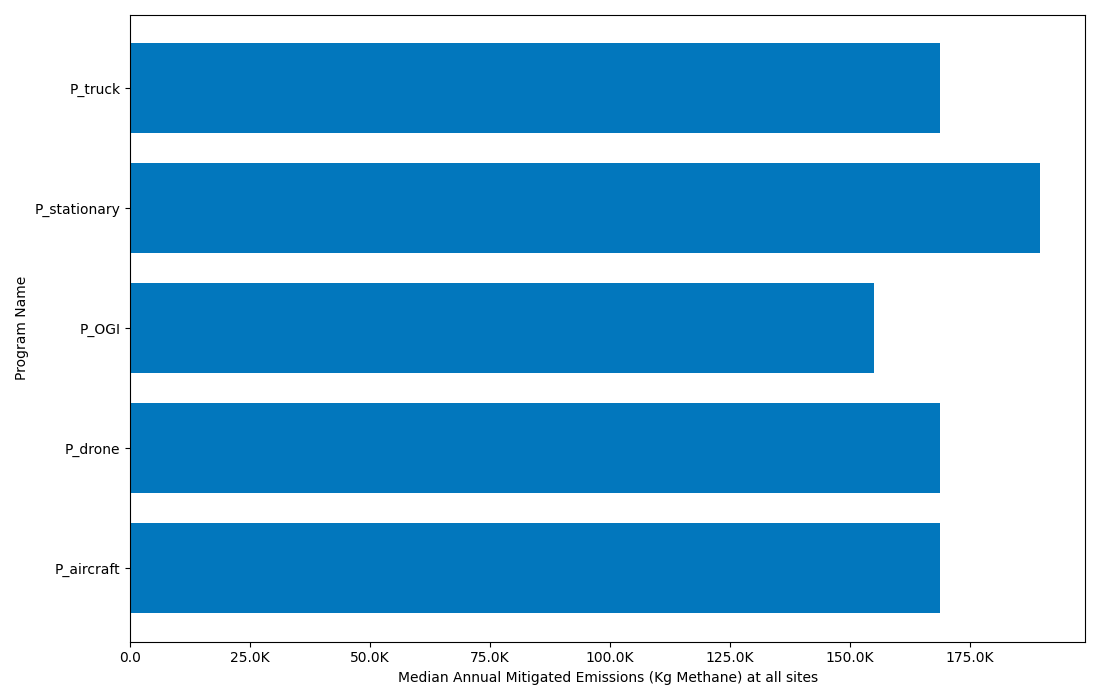 P_truck
P_stationary
P_OGI
P_drone
P_aircraft
Program Name
0.0 25.0K 50.0K 75.0K 100.0K 125.0K 150.0K 175.0K
Median Annual Mitigated Emissions (Kg Methane) at all sites